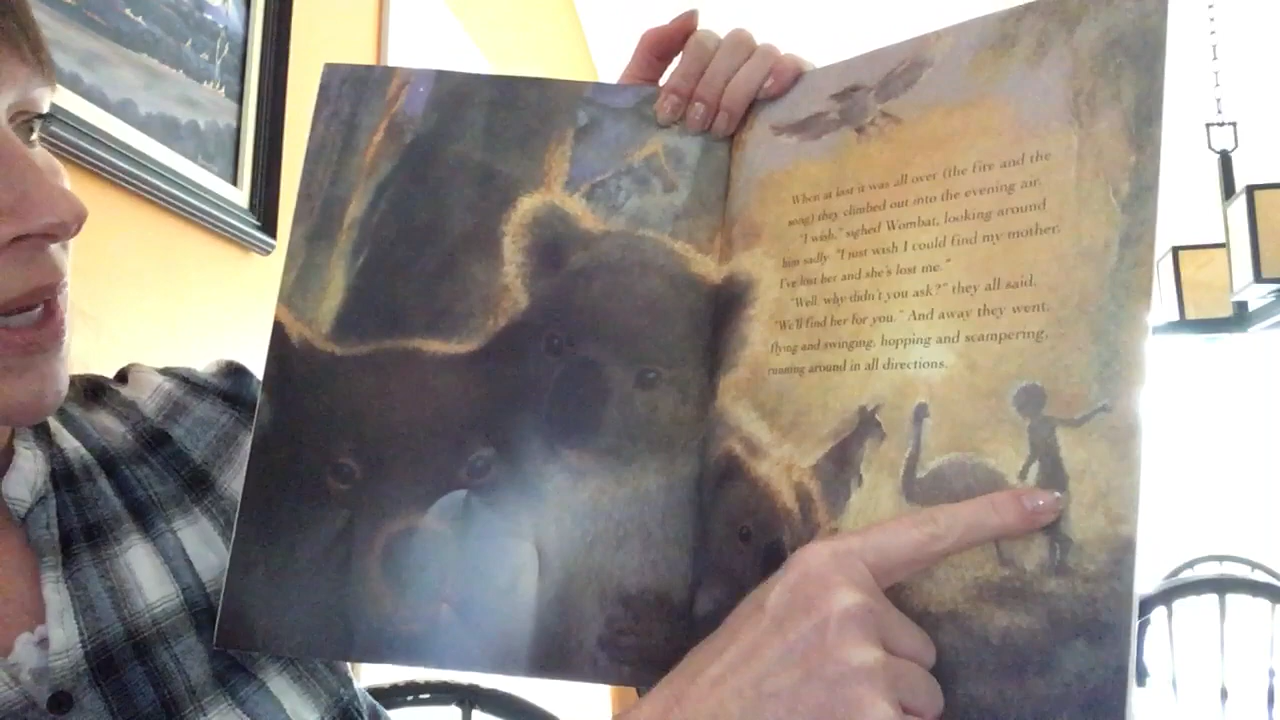 When at last it was all over (the fire and the
song) they climbed out into the evening air.
"I wish," sighed Wombat, looking around
him sadly. "I just wish I could find my mother.
I've lost her and she's lost me."
"Well, why didn't you ask?" they all said.
"We'll find her for you." And away they went,
flying and swinging, hopping and scampering,
running around in all directions.